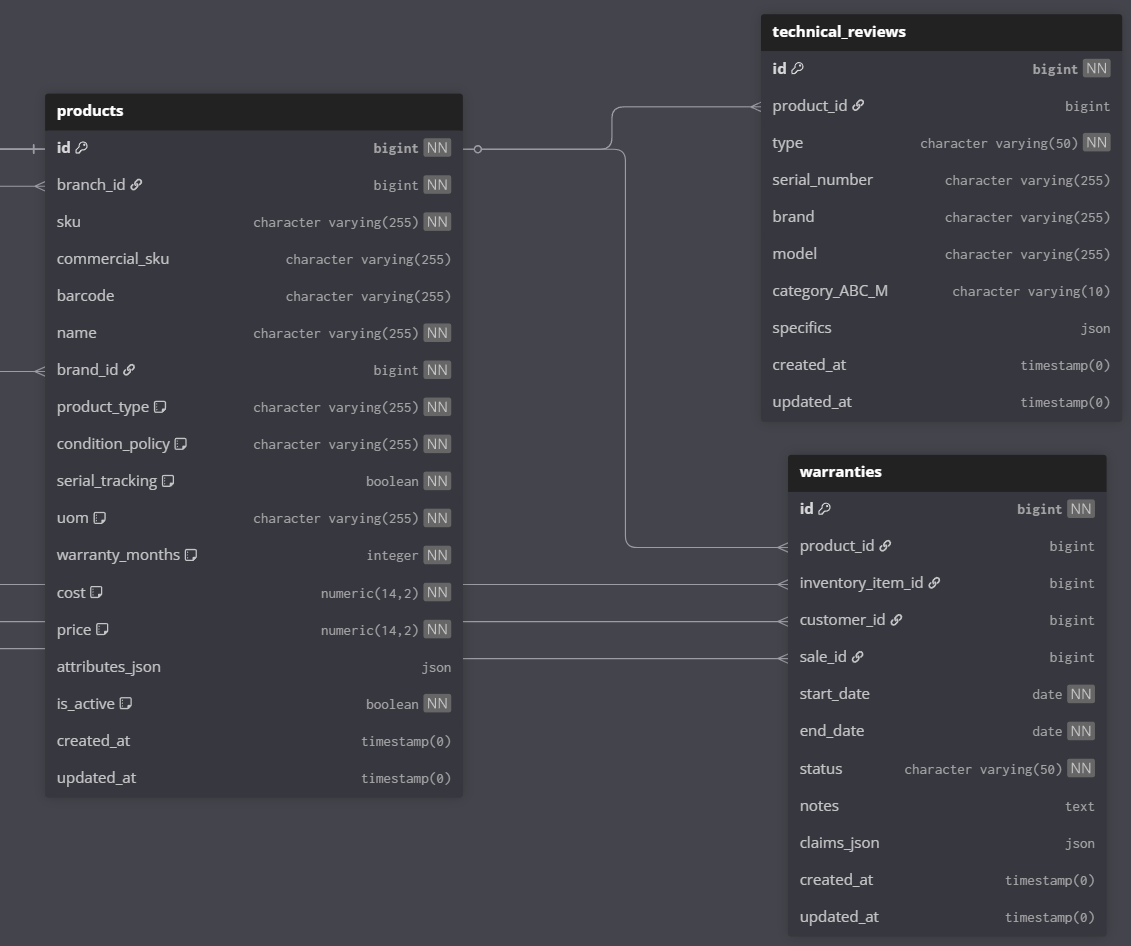 products
id bigint NN
branch_id bigint NN
sku character varying(255) NN
commercial_sku character varying(255)
barcode character varying(255)
name character varying(255) NN
brand_id bigint NN
product_type character varying(255) NN
condition_policy character varying(255) NN
serial_tracking boolean NN
uom character varying(255) NN
warranty_months integer NN
cost numeric(14,2) NN
price numeric(14,2) NN
attributes_json json
is_active boolean NN
created_at timestamp(0)
updated_at timestamp(0)
technical_reviews
id bigint NN
product_id bigint
type character varying(50) NN
serial_number character varying(255)
brand character varying(255)
model character varying(255)
category_ABC_M character varying(10)
specifics json
created_at timestamp(0)
updated_at timestamp(0)
warranties
id bigint NN
product_id bigint
inventory_item_id bigint
customer_id bigint
sale_id bigint
start_date date NN
end_date date NN
status character varying(50) NN
notes text
claims_json json
created_at timestamp(0)
updated_at timestamp(0)